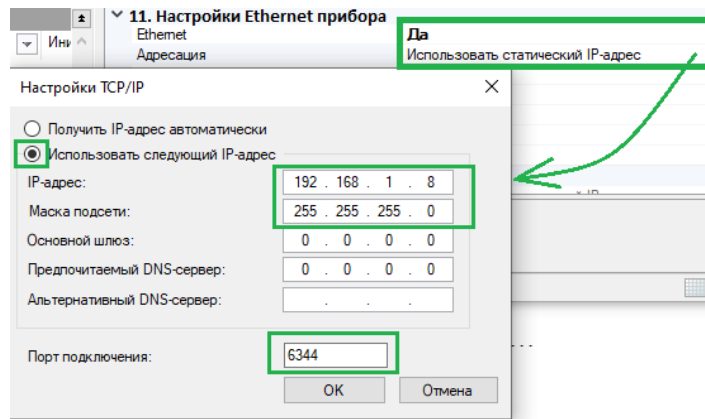 11. Настройки Ethernet прибора
Ини
Ethernet Да
Адресация Использовать статический IP-адрес
Настройки TCP/IP
Получить IP-адрес автоматически
Использовать следующий IP-адрес
IP-адрес: 192 . 168 . 1 . 8
Маска подсети: 255 . 255 . 255 . 0
Основной шлюз: 0 . 0 . 0 . 0
Предпочитаемый DNS-сервер: 0 . 0 . 0 . 0
Альтернативный DNS-сервер: . . .
Порт подключения: 6344
OK Отмена